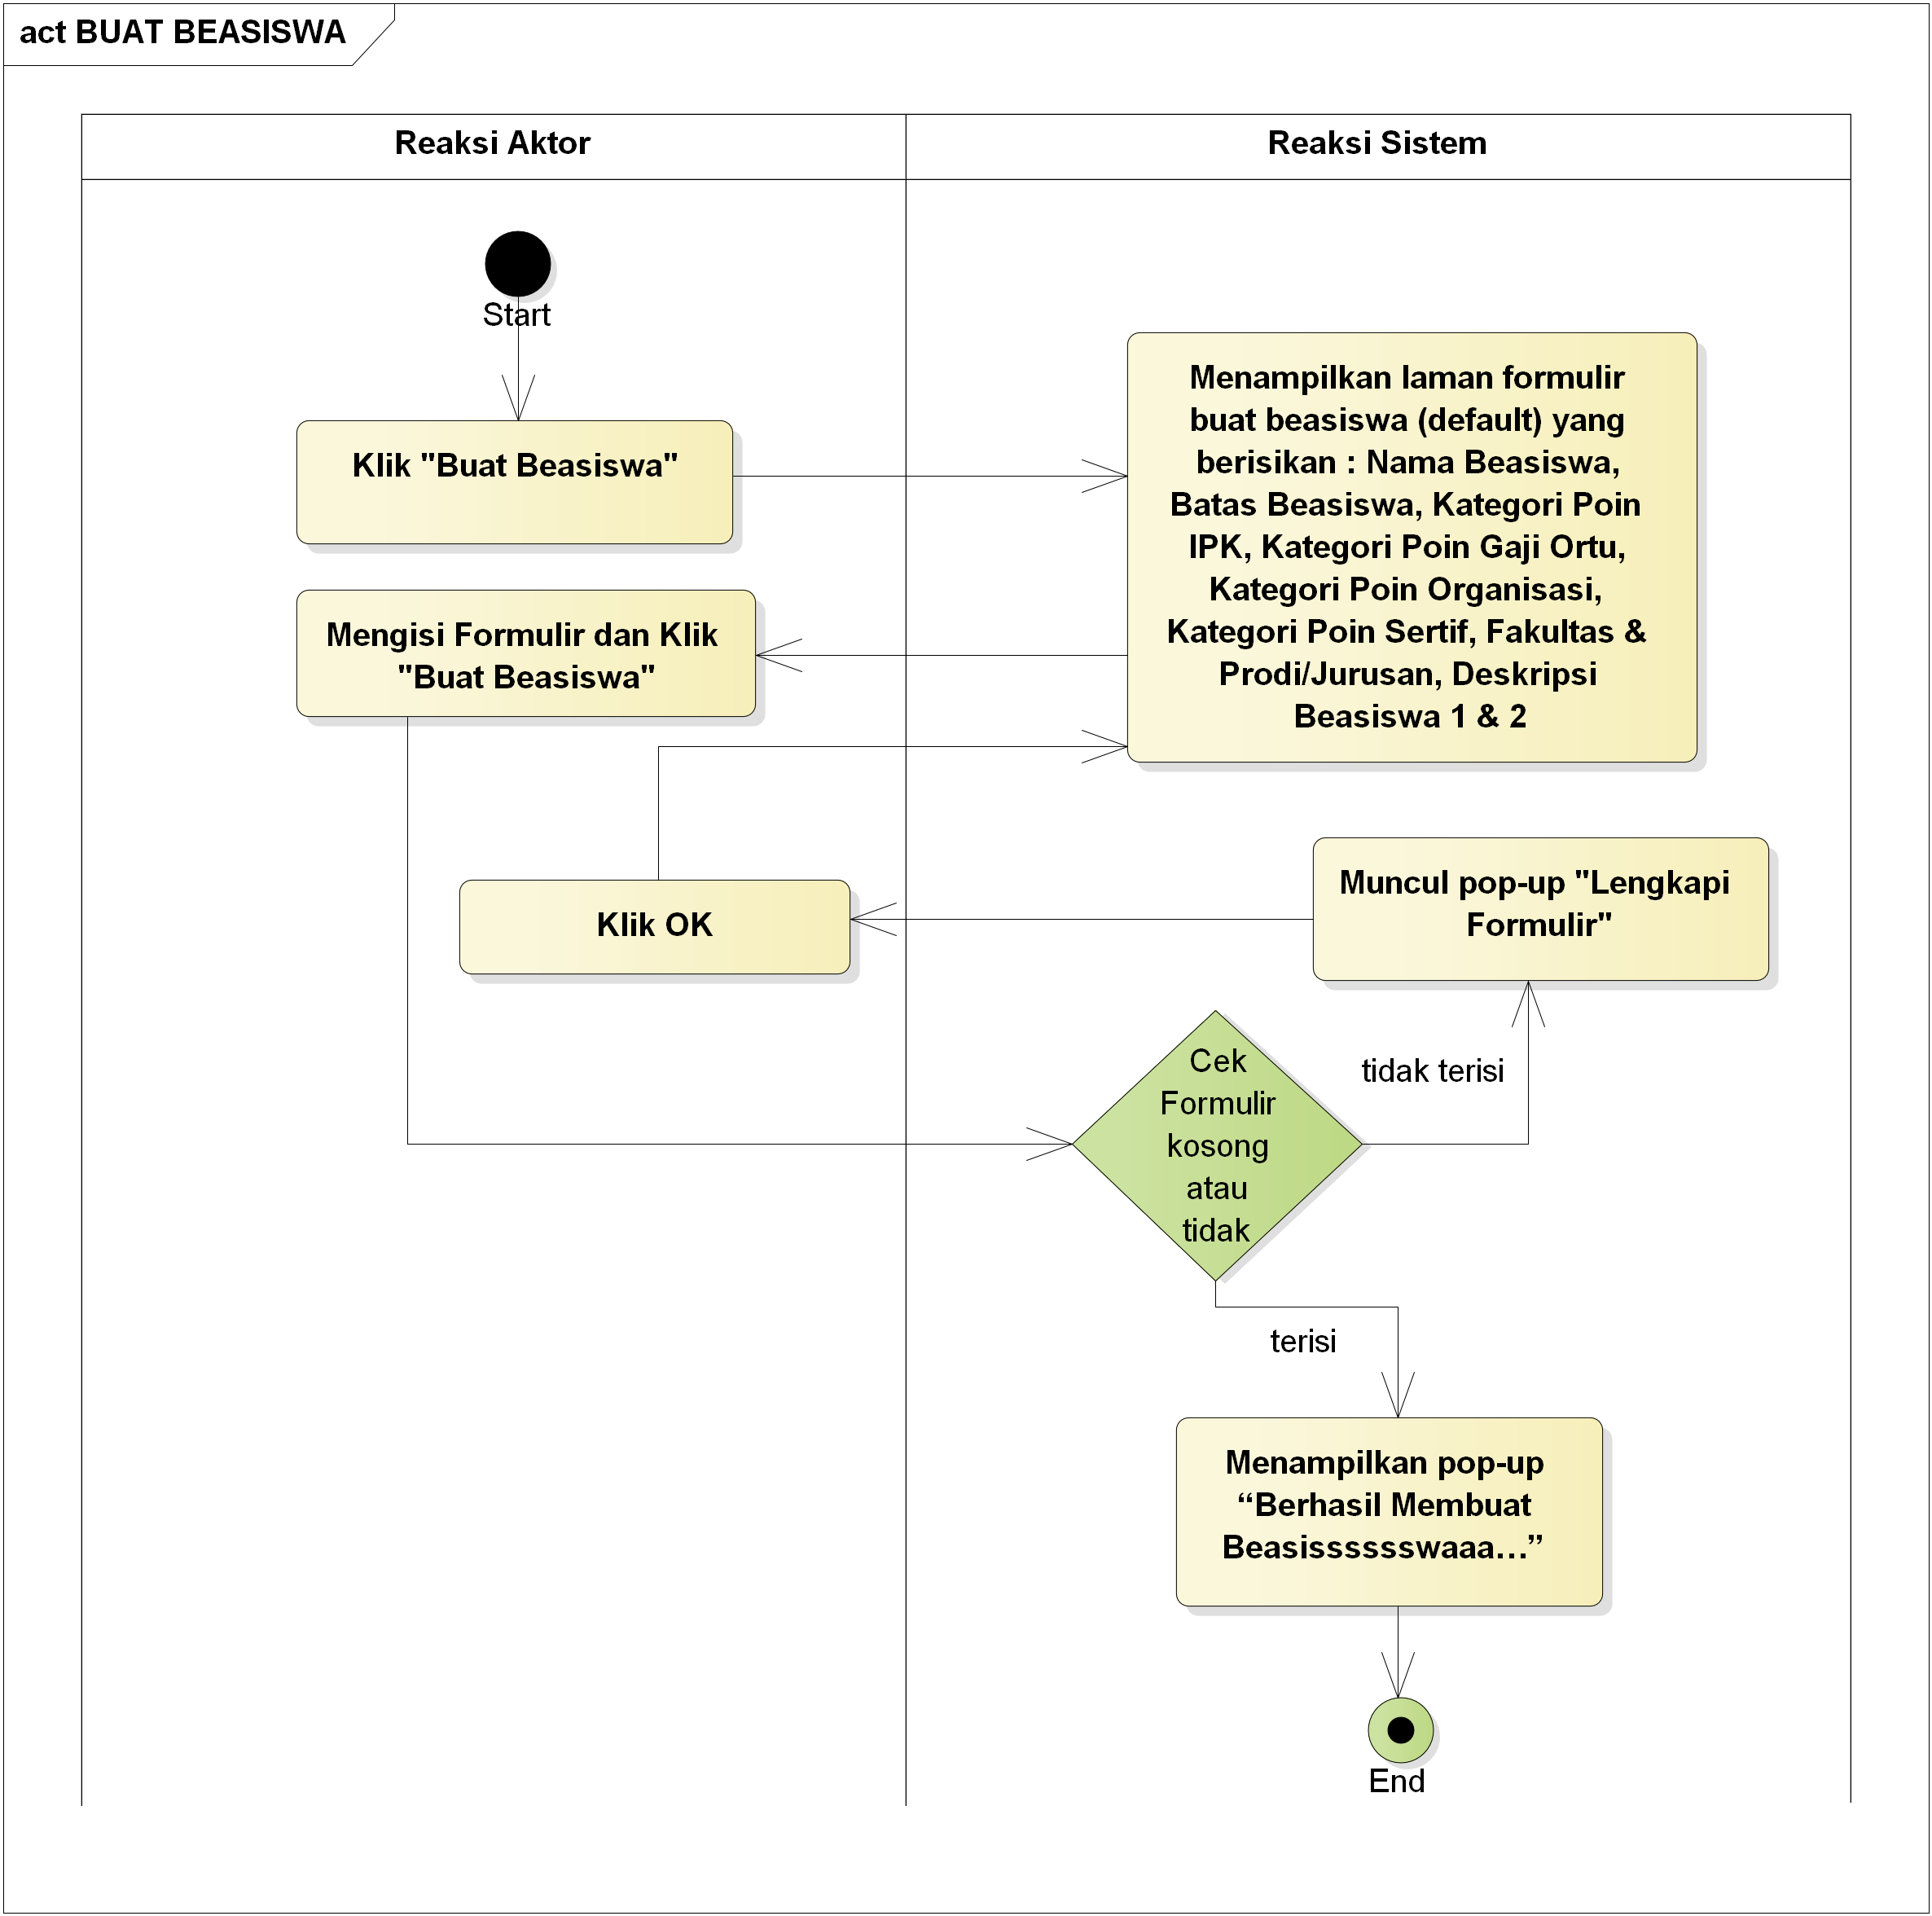 act BUAT BEASISWA
Reaksi Aktor
Reaksi Sistem
Start
Klik "Buat Beasiswa"
Menampilkan laman formulir
buat beasiswa (default) yang
berisikan : Nama Beasiswa,
Batas Beasiswa, Kategori Poin
IPK, Kategori Poin Gaji Ortu,
Kategori Poin Organisasi,
Kategori Poin Sertif, Fakultas &
Prodi/Jurusan, Deskripsi
Beasiswa 1 & 2
Mengisi Formulir dan Klik
"Buat Beasiswa"
Muncul pop-up "Lengkapi
Formulir"
Klik OK
Cek
Formulir
kosong
atau
tidak
tidak terisi
terisi
Menampilkan pop-up
“Berhasil Membuat
Beasisssssswaaa…”
End